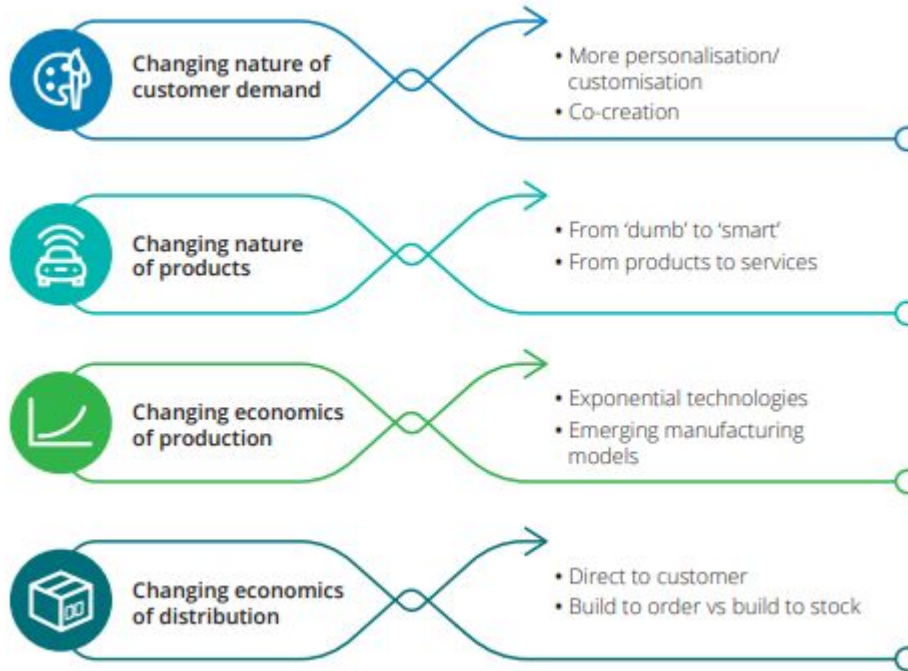 Changing nature of
customer demand
• More personalisation/
customisation
• Co-creation
Changing nature
of products
• From ‘dumb’ to ‘smart’
• From products to services
Changing economics
of production
• Exponential technologies
• Emerging manufacturing
models
Changing economics
of distribution
• Direct to customer
• Build to order vs build to stock